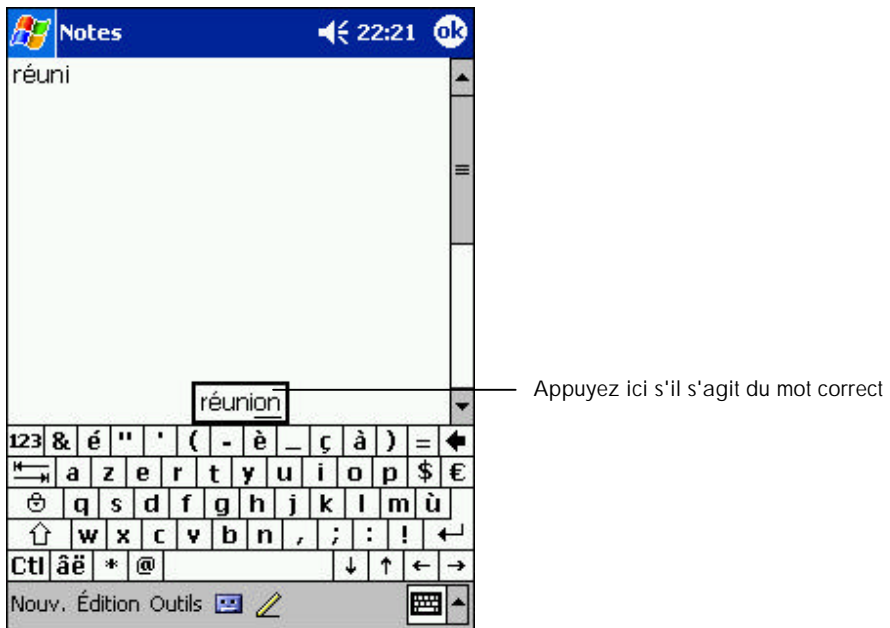 Notes 22:21 ok
réuni
réunion
Appuyez ici s'il s'agit du mot correct
123 & é " ' ( - è _ ç à ) =
a z e r t y u i o p $ €
q s d f g h j k l m ù
w x c v b n , ; : !
Ctl âë * @ ↓ ↑ ← →
Nouv. Édition Outils